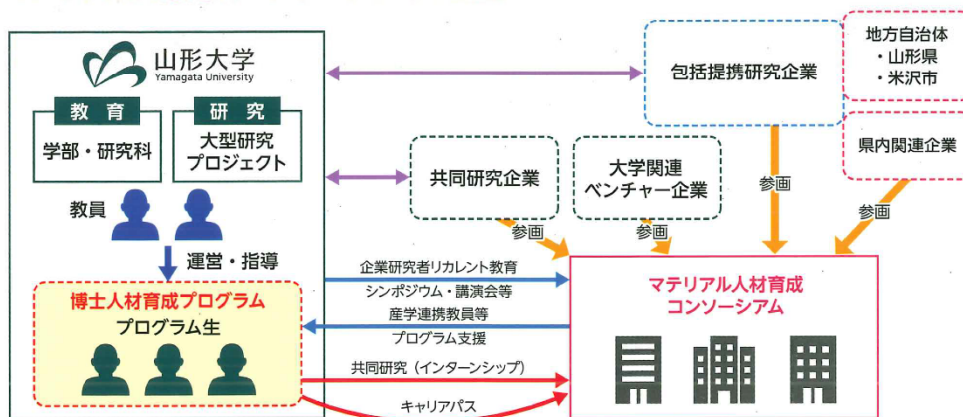 山形大学
Yamagata University
教 育
学部・研究科
研 究
大型研究
プロジェクト
教員
運営・指導
博士人材育成プログラム
プログラム生
包括提携研究企業
地方自治体
・山形県
・米沢市
県内関連企業
共同研究企業
大学関連
ベンチャー企業
参画
参画
参画
参画
企業研究者リカレント教育
シンポジウム・講演会等
産学連携教員等
プログラム支援
共同研究（インターンシップ）
キャリアパス
マテリアル人材育成
コンソーシアム